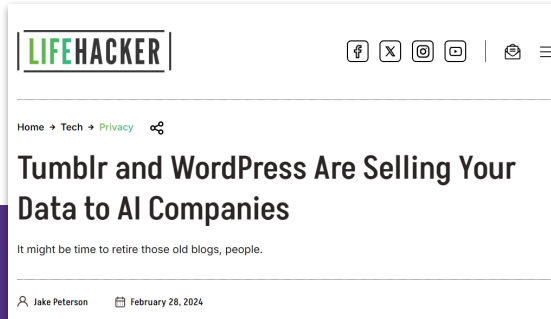 LIFEHACKER
Home → Tech → Privacy
Tumblr and WordPress Are Selling Your
Data to AI Companies
It might be time to retire those old blogs, people.
Jake Peterson February 28, 2024